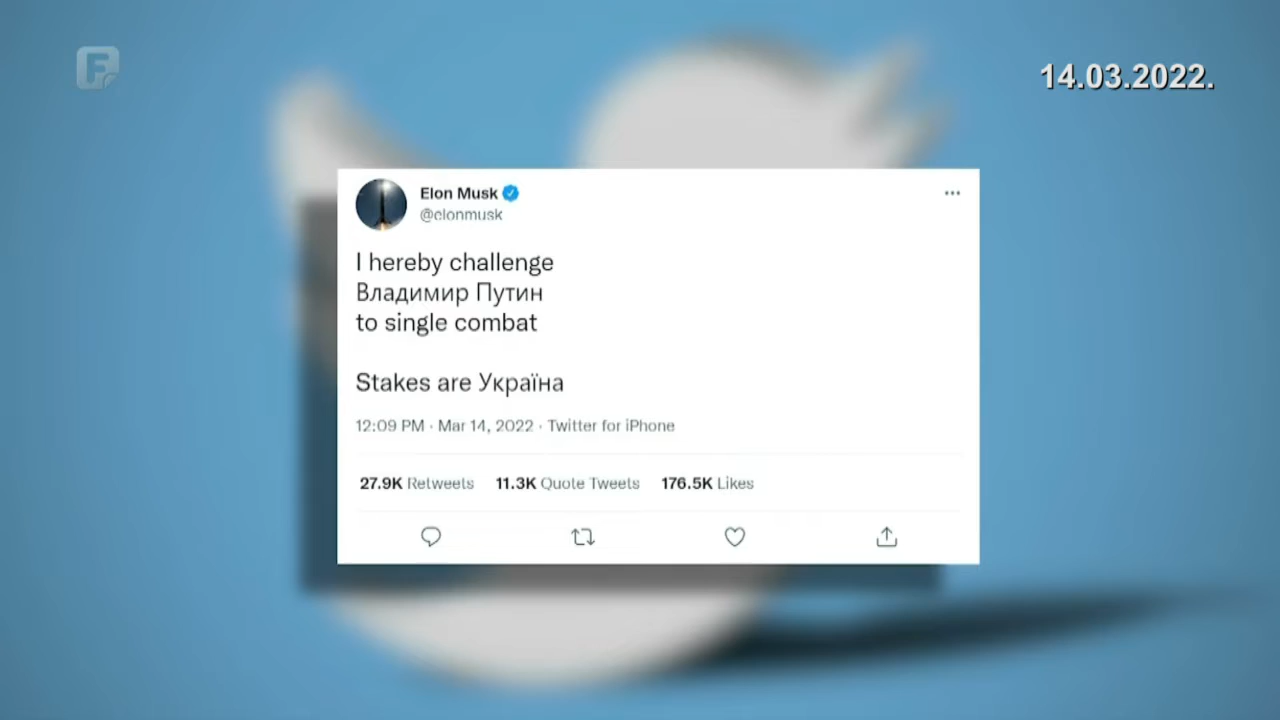 F
14.03.2022.
Elon Musk
@elonmusk
I hereby challenge
Владимир Путин
to single combat
Stakes are Україна
12:09 PM · Mar 14, 2022 · Twitter for iPhone
27.9K Retweets 11.3K Quote Tweets 176.5K Likes